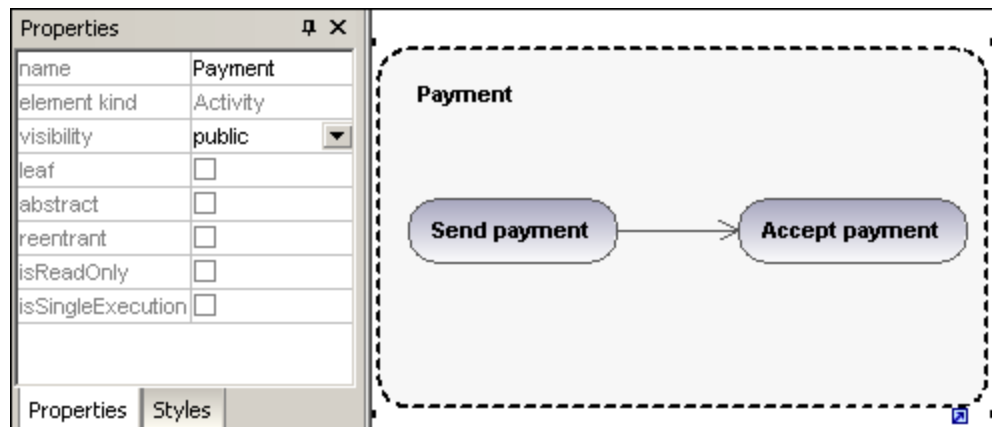 Properties
name Payment
element kind Activity
visibility public
leaf
abstract
reentrant
isReadOnly
isSingleExecution
Properties Styles
Payment
Send payment Accept payment